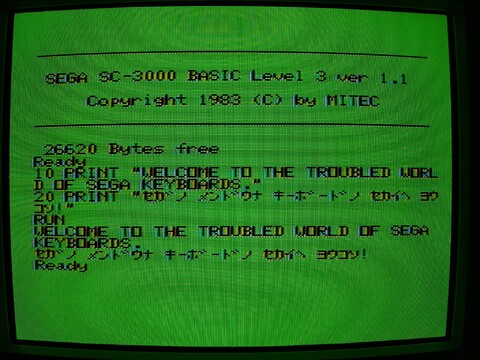 SEGA SC-3000 BASIC Level 3 ver 1.1
Copyright 1983 (C) by MITEC
26620 Bytes free
Ready
10 PRINT "WELCOME TO THE TROUBLED WORL
D OF SEGA KEYBOARDS."
20 PRINT "セガ゛ノ メンドウナ キーボ゛ート゛ノ セカイヘ ヨウ
コソ!"
RUN
WELCOME TO THE TROUBLED WORLD OF SEGA
KEYBOARDS.
セガ゛ノ メンドウナ キーボ゛ート゛ノ セカイヘ ヨウコソ!
Ready